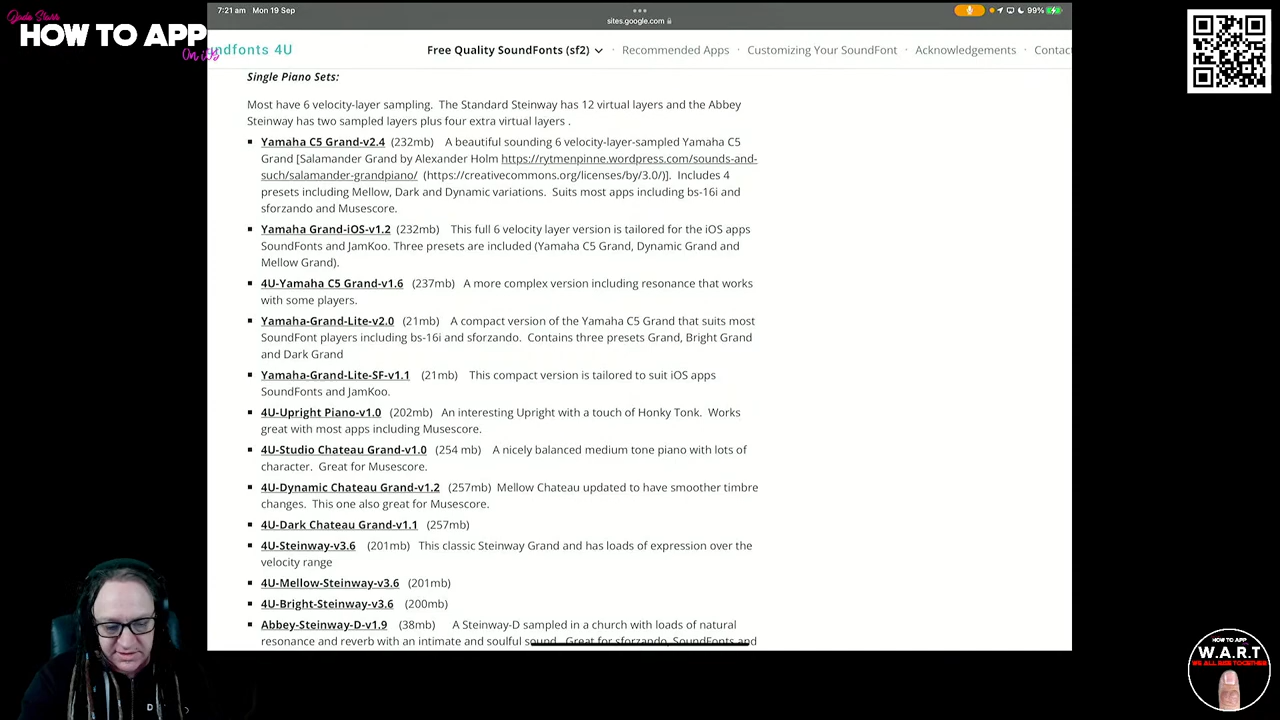 7:21 am Mon 19 Sep
99%
sites.google.com
Jade Starr
HOW TO APP
On iOS
undfonts 4U
Free Quality SoundFonts (sf2) · Recommended Apps · Customizing Your SoundFont · Acknowledgements · Contac
Single Piano Sets:
Most have 6 velocity-layer sampling. The Standard Steinway has 12 virtual layers and the Abbey
Steinway has two sampled layers plus four extra virtual layers .
Yamaha C5 Grand-v2.4 (232mb) A beautiful sounding 6 velocity-layer-sampled Yamaha C5
Grand [Salamander Grand by Alexander Holm https://rytmenpinne.wordpress.com/sounds-and-
such/salamander-grandpiano/ (https://creativecommons.org/licenses/by/3.0/)]. Includes 4
presets including Mellow, Dark and Dynamic variations. Suits most apps including bs-16i and
sforzando and Musescore.
Yamaha Grand-iOS-v1.2 (232mb) This full 6 velocity layer version is tailored for the iOS apps
SoundFonts and JamKoo. Three presets are included (Yamaha C5 Grand, Dynamic Grand and
Mellow Grand).
4U-Yamaha C5 Grand-v1.6 (237mb) A more complex version including resonance that works
with some players.
Yamaha-Grand-Lite-v2.0 (21mb) A compact version of the Yamaha C5 Grand that suits most
SoundFont players including bs-16i and sforzando. Contains three presets Grand, Bright Grand
and Dark Grand
Yamaha-Grand-Lite-SF-v1.1 (21mb) This compact version is tailored to suit iOS apps
SoundFonts and JamKoo.
4U-Upright Piano-v1.0 (202mb) An interesting Upright with a touch of Honky Tonk. Works
great with most apps including Musescore.
4U-Studio Chateau Grand-v1.0 (254 mb) A nicely balanced medium tone piano with lots of
character. Great for Musescore.
4U-Dynamic Chateau Grand-v1.2 (257mb) Mellow Chateau updated to have smoother timbre
changes. This one also great for Musescore.
4U-Dark Chateau Grand-v1.1 (257mb)
4U-Steinway-v3.6 (201mb) This classic Steinway Grand and has loads of expression over the
velocity range
4U-Mellow-Steinway-v3.6 (201mb)
4U-Bright-Steinway-v3.6 (200mb)
Abbey-Steinway-D-v1.9 (38mb) A Steinway-D sampled in a church with loads of natural
resonance and reverb with an intimate and soulful sound. Great for sforzando, SoundFonts and
HOW TO APP
W.A.R.T
WE ALL RISE TOGETHER